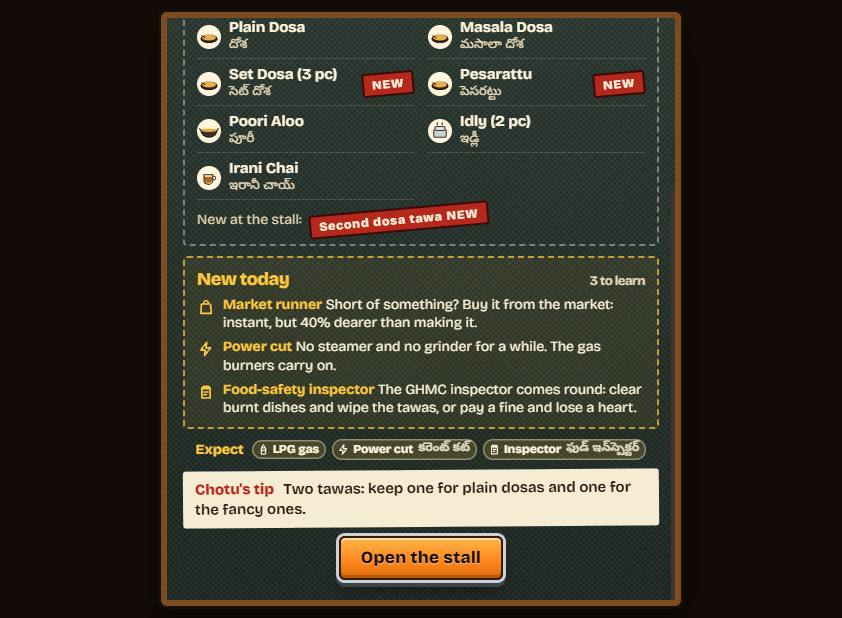 Plain Dosa
దోశ
Masala Dosa
మసాలా దోశ
Set Dosa (3 pc)
సెట్ దోశ
NEW
Pesarattu
పెసరట్టు
NEW
Poori Aloo
పూరీ
Idly (2 pc)
ఇడ్లీ
Irani Chai
ఇరానీ చాయ్
New at the stall: Second dosa tawa NEW
New today 3 to learn
Market runner Short of something? Buy it from the market:
instant, but 40% dearer than making it.
Power cut No steamer and no grinder for a while. The gas
burners carry on.
Food-safety inspector The GHMC inspector comes round: clear
burnt dishes and wipe the tawas, or pay a fine and lose a heart.
Expect LPG gas Power cut కరెంట్ కట్ Inspector ఫుడ్ ఇన్‌స్పెక్టర్
Chotu's tip Two tawas: keep one for plain dosas and one for
the fancy ones.
Open the stall